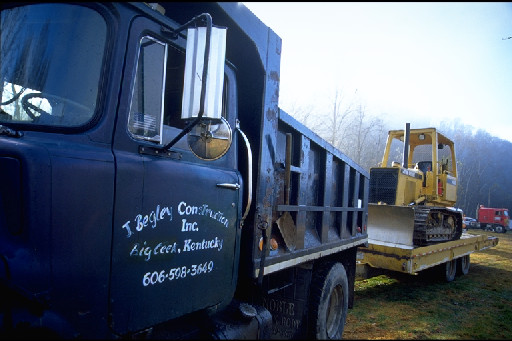 J. Begley Construction
Inc.
Big Creek, Kentucky
606-598-3649